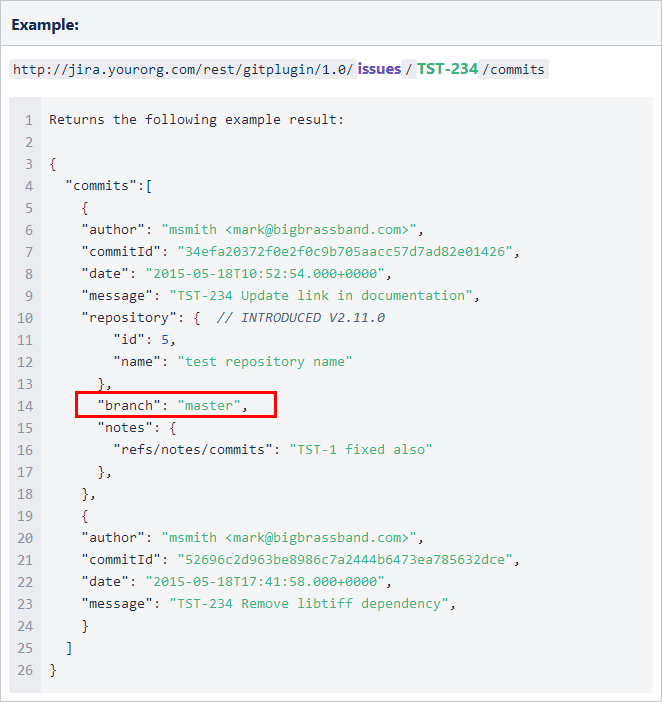 Example:
http://jira.yourorg.com/rest/gitplugin/1.0/ issues / TST-234 /commits
1 Returns the following example result:
2
3 {
4   "commits":[
5     {
6     "author": "msmith <mark@bigbrassband.com>",
7     "commitId": "34efa20372f0e2f0c9b705aacc57d7ad82e01426",
8     "date": "2015-05-18T10:52:54.000+0000",
9     "message": "TST-234 Update link in documentation",
10     "repository": {  // INTRODUCED V2.11.0
11         "id": 5,
12         "name": "test repository name"
13       },
14       "branch": "master",
15       "notes": {
16         "refs/notes/commits": "TST-1 fixed also"
17       },
18     },
19     {
20     "author": "msmith <mark@bigbrassband.com>",
21     "commitId": "52696c2d963be8986c7a2444b6473ea785632dce",
22     "date": "2015-05-18T17:41:58.000+0000",
23     "message": "TST-234 Remove libtiff dependency",
24     }
25   ]
26 }